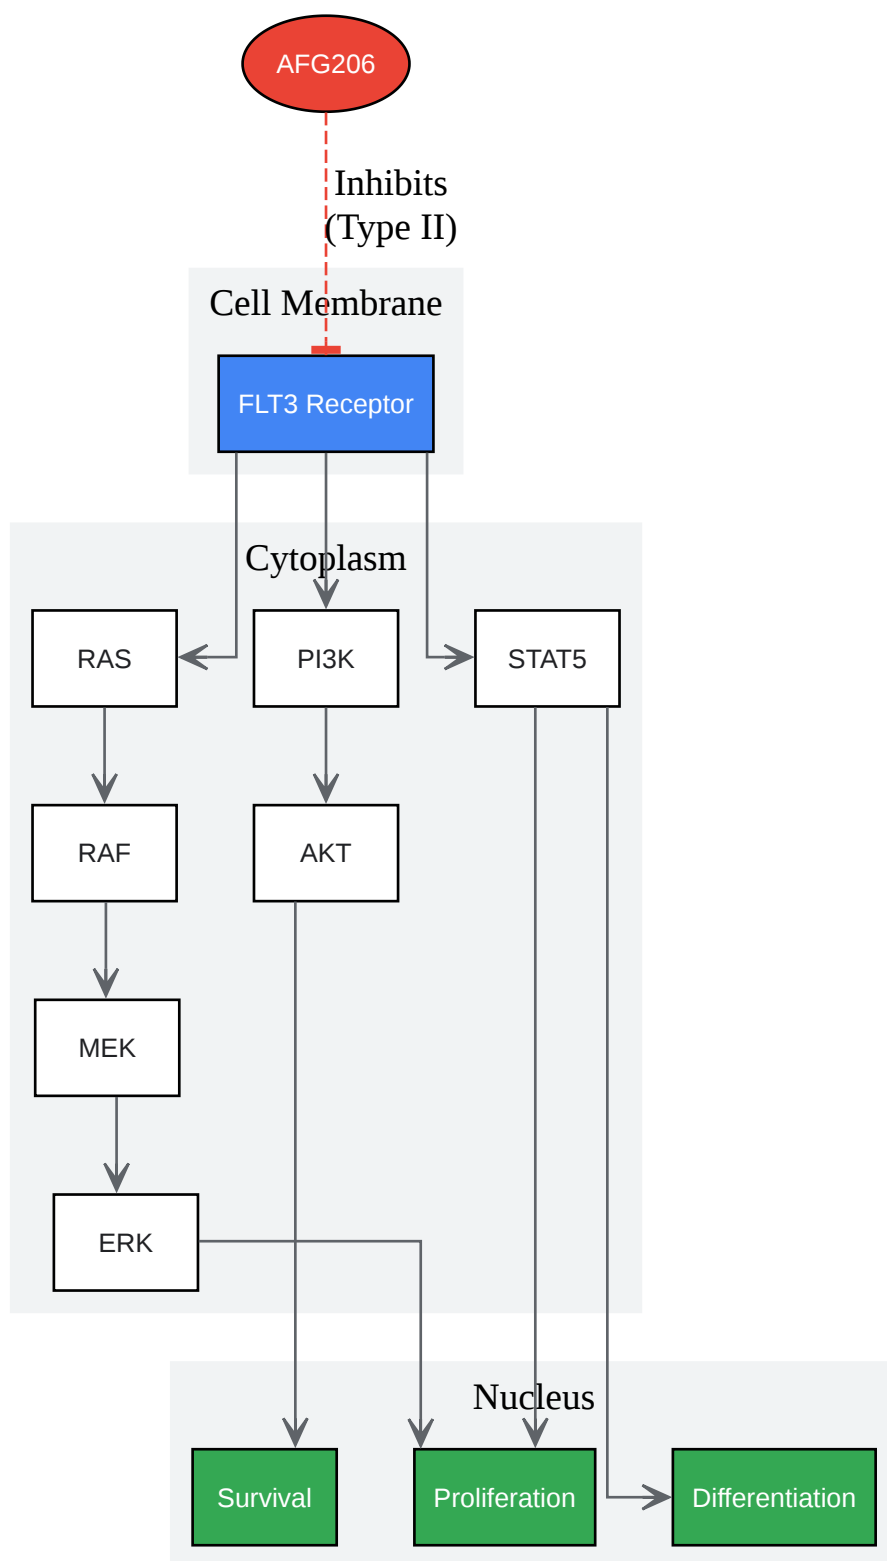 AFG206
Inhibits
(Type II)
Cell Membrane
FLT3 Receptor
Cytoplasm
RAS
PI3K
STAT5
RAF
AKT
MEK
ERK
Nucleus
Survival
Proliferation
Differentiation